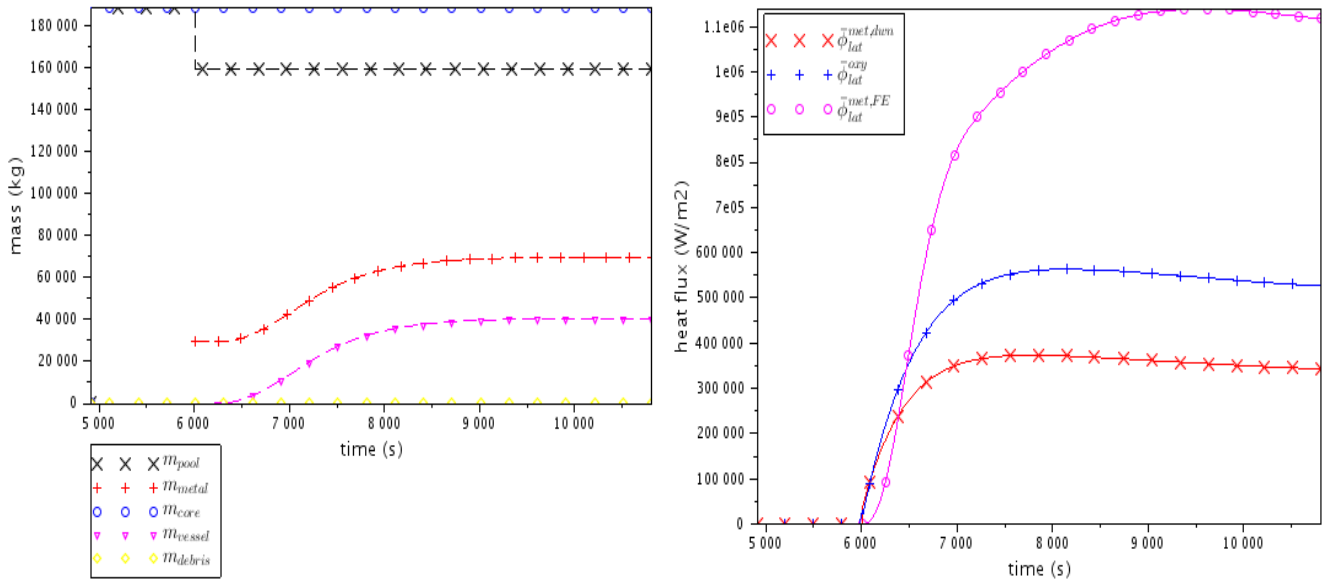 mass (kg)
180 000
160 000
140 000
120 000
100 000
80 000
60 000
40 000
20 000
0
5 000 6 000 7 000 8 000 9 000 10 000
time (s)
m_pool
m_metal
m_core
m_vessel
m_debris
heat flux (W/m2)
1.1e06
1e06
9e05
8e05
7e05
600 000
500 000
400 000
300 000
200 000
100 000
0
5 000 6 000 7 000 8 000 9 000 10 000
time (s)
ϕ̄_lat^met,dwn
ϕ̄_lat^oxy
ϕ̄_lat^met,FE